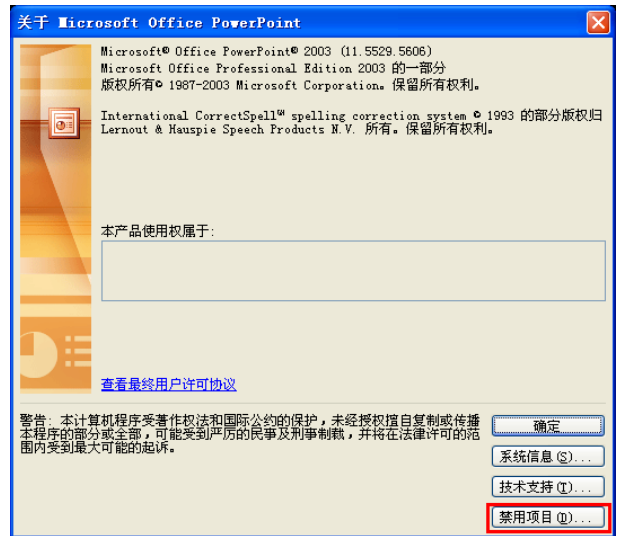 关于 Microsoft Office PowerPoint
Microsoft® Office PowerPoint® 2003 (11.5529.5606)
Microsoft Office Professional Edition 2003 的一部分
版权所有© 1987-2003 Microsoft Corporation。保留所有权利。
International CorrectSpell™ spelling correction system © 1993 的部分版权归
Lernout & Hauspie Speech Products N.V. 所有。保留所有权利。
本产品使用权属于:
查看最终用户许可协议
警告: 本计算机程序受著作权法和国际公约的保护，未经授权擅自复制或传播
本程序的部分或全部，可能受到严厉的民事及刑事制裁，并将在法律许可的范
围内受到最大可能的起诉。
确定
系统信息(S)...
技术支持(T)...
禁用项目(D)...